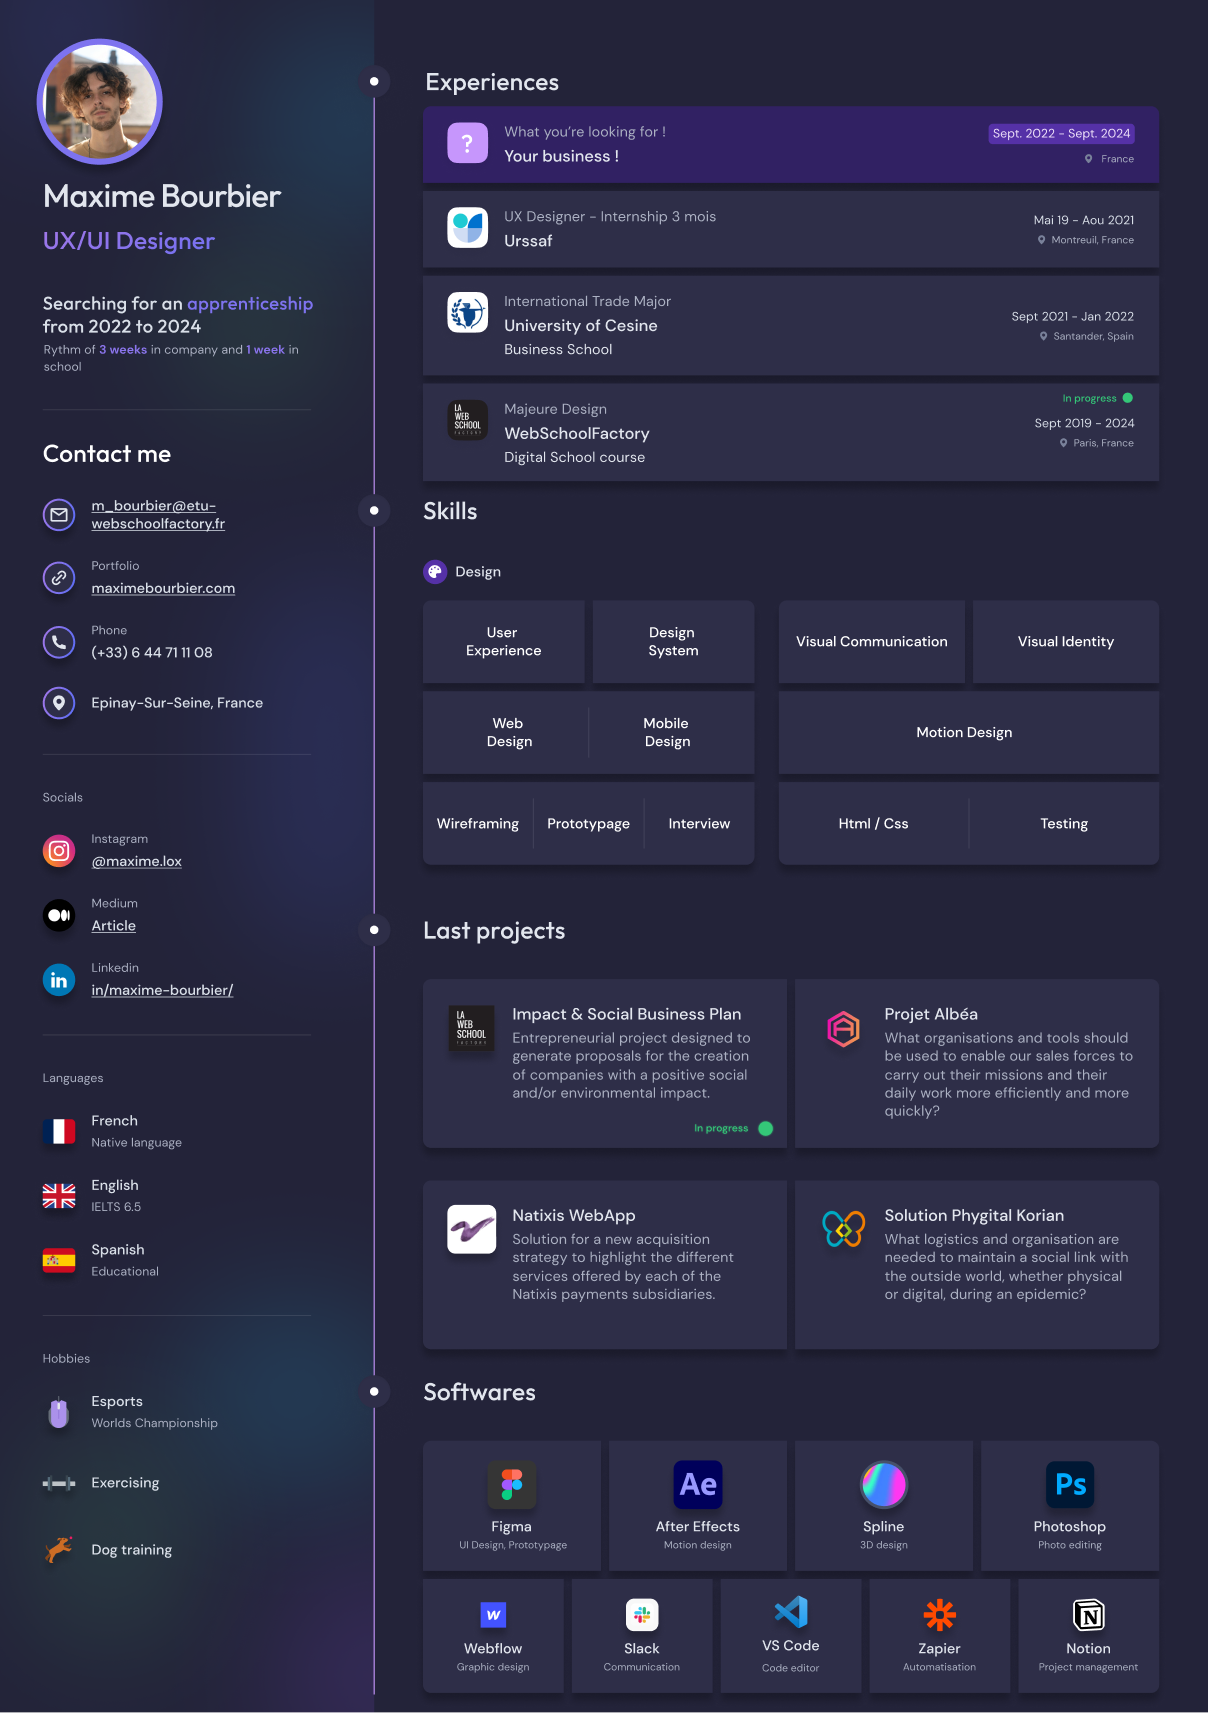 Maxime Bourbier
UX/UI Designer
Searching for an apprenticeship
from 2022 to 2024
Rythm of 3 weeks in company and 1 week in
school
Contact me
m_bourbier@etu-
webschoolfactory.fr
Portfolio
maximebourbier.com
Phone
(+33) 6 44 71 11 08
Epinay-Sur-Seine, France
Socials
Instagram
@maxime.lox
Medium
Article
Linkedin
in/maxime-bourbier/
Languages
French
Native language
English
IELTS 6.5
Spanish
Educational
Hobbies
Esports
Worlds Championship
Exercising
Dog training
Experiences
?
What you're looking for !
Your business !
Sept. 2022 - Sept. 2024
France
UX Designer - Internship 3 mois
Urssaf
Mai 19 - Aou 2021
Montreuil, France
International Trade Major
University of Cesine
Business School
Sept 2021 - Jan 2022
Santander, Spain
LA
WEB
SCHOOL
FACTORY
Majeure Design
WebSchoolFactory
Digital School course
In progress
Sept 2019 - 2024
Paris, France
Skills
Design
User
Experience
Design
System
Visual Communication
Visual Identity
Web
Design
Mobile
Design
Motion Design
Wireframing
Prototypage
Interview
Html / Css
Testing
Last projects
LA
WEB
SCHOOL
FACTORY
Impact & Social Business Plan
Entrepreneurial project designed to
generate proposals for the creation
of companies with a positive social
and/or environmental impact.
In progress
Projet Albéa
What organisations and tools should
be used to enable our sales forces to
carry out their missions and their
daily work more efficiently and more
quickly?
Natixis WebApp
Solution for a new acquisition
strategy to highlight the different
services offered by each of the
Natixis payments subsidiaries.
Solution Phygital Korian
What logistics and organisation are
needed to maintain a social link with
the outside world, whether physical
or digital, during an epidemic?
Softwares
Figma
UI Design, Prototypage
Ae
After Effects
Motion design
Spline
3D design
Ps
Photoshop
Photo editing
W
Webflow
Graphic design
Slack
Communication
VS Code
Code editor
Zapier
Automatisation
N
Notion
Project management
in